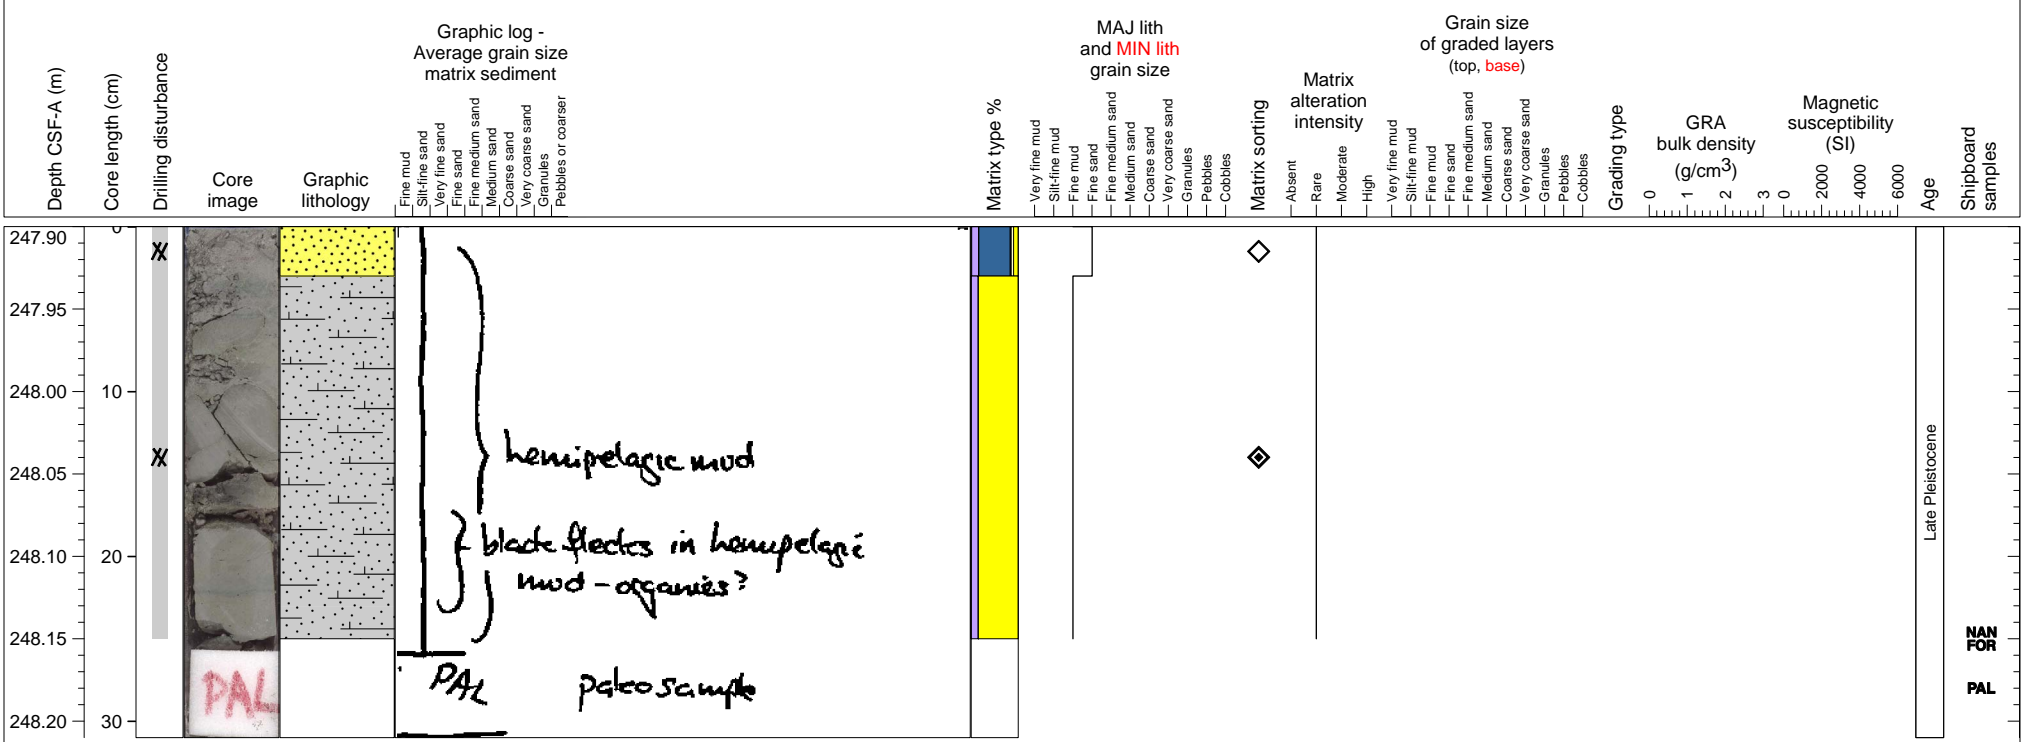 Depth CSF-A (m)
Core length (cm)
Drilling disturbance
Core
image
Graphic
lithology
Graphic log -
Average grain size
matrix sediment
Fine mud
Silt-fine sand
Very fine sand
Fine sand
Fine medium sand
Medium sand
Coarse sand
Very coarse sand
Granules
Pebbles or coarser
Matrix type %
MAJ lith
and MIN lith
grain size
Very fine mud
Silt-fine mud
Fine mud
Fine sand
Fine medium sand
Medium sand
Coarse sand
Very coarse sand
Granules
Pebbles
Cobbles
Matrix sorting
Matrix
alteration
intensity
Absent
Rare
Moderate
High
Grain size
of graded layers
(top, base)
Very fine mud
Silt-fine mud
Fine mud
Fine sand
Fine medium sand
Medium sand
Coarse sand
Very coarse sand
Granules
Pebbles
Cobbles
Grading type
GRA
bulk density
(g/cm3)
0 1 2 3
Magnetic
susceptibility
(SI)
0 2000 4000 6000
Age
Shipboard
samples
247.90
247.95
248.00
248.05
248.10
248.15
248.20
0
10
20
30
hemipelagic mud
flecks in hemipelagic
mud - organics?
PAL
PAL paleo sample
Late Pleistocene
NAN
FOR
PAL